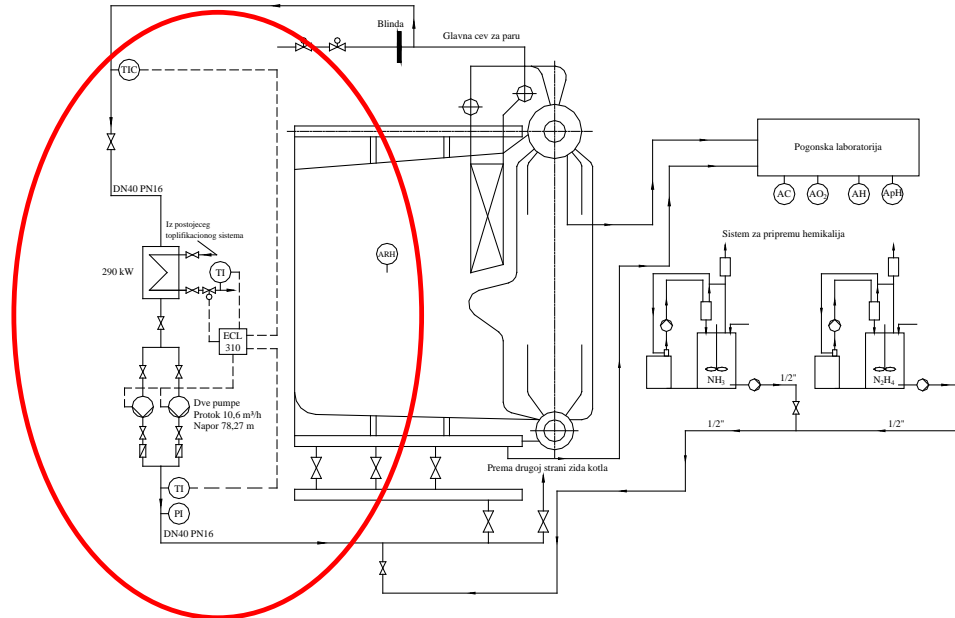 Blinda
Glavna cev za paru
TIC
DN40 PN16
Iz postojeceg
toplifikacionog sistema
290 kW
TI
ECL
310
Dve pumpe
Protok 10,6 m³/h
Napor 78,27 m
TI
PI
DN40 PN16
ARH
Prema drugoj strani zida kotla
Pogonska laboratorija
AC
AO₂
AH
ApH
Sistem za pripremu hemikalija
NH₃
1/2"
N₂H₄
1/2"
1/2"